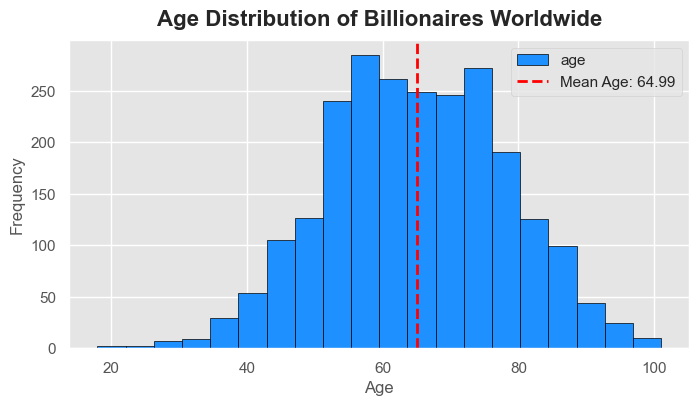 Age Distribution of Billionaires Worldwide
age
Mean Age: 64.99
Frequency
250
200
150
100
50
0
20 40 60 80 100
Age